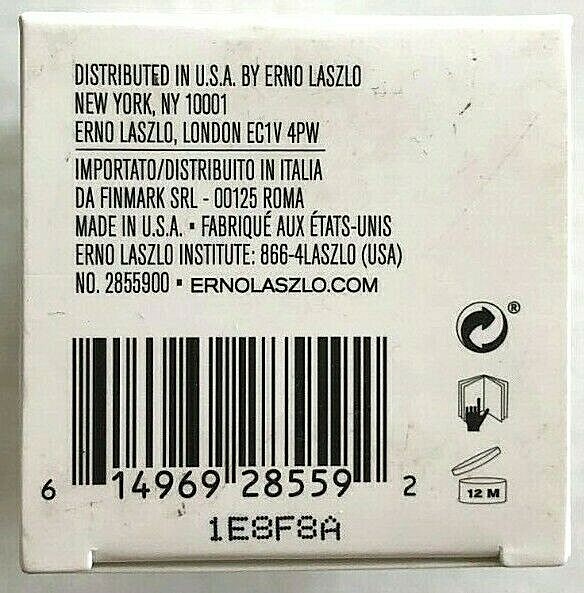 DISTRIBUTED IN U.S.A. BY ERNO LASZLO
NEW YORK, NY 10001
ERNO LASZLO, LONDON EC1V 4PW
IMPORTATO/DISTRIBUITO IN ITALIA
DA FINMARK SRL - 00125 ROMA
MADE IN U.S.A. ▪ FABRIQUÉ AUX ÉTATS-UNIS
ERNO LASZLO INSTITUTE: 866-4LASZLO (USA)
NO. 2855900 ▪ ERNOLASZLO.COM
®
12 M
6 14969 28559 2
1E8F8A